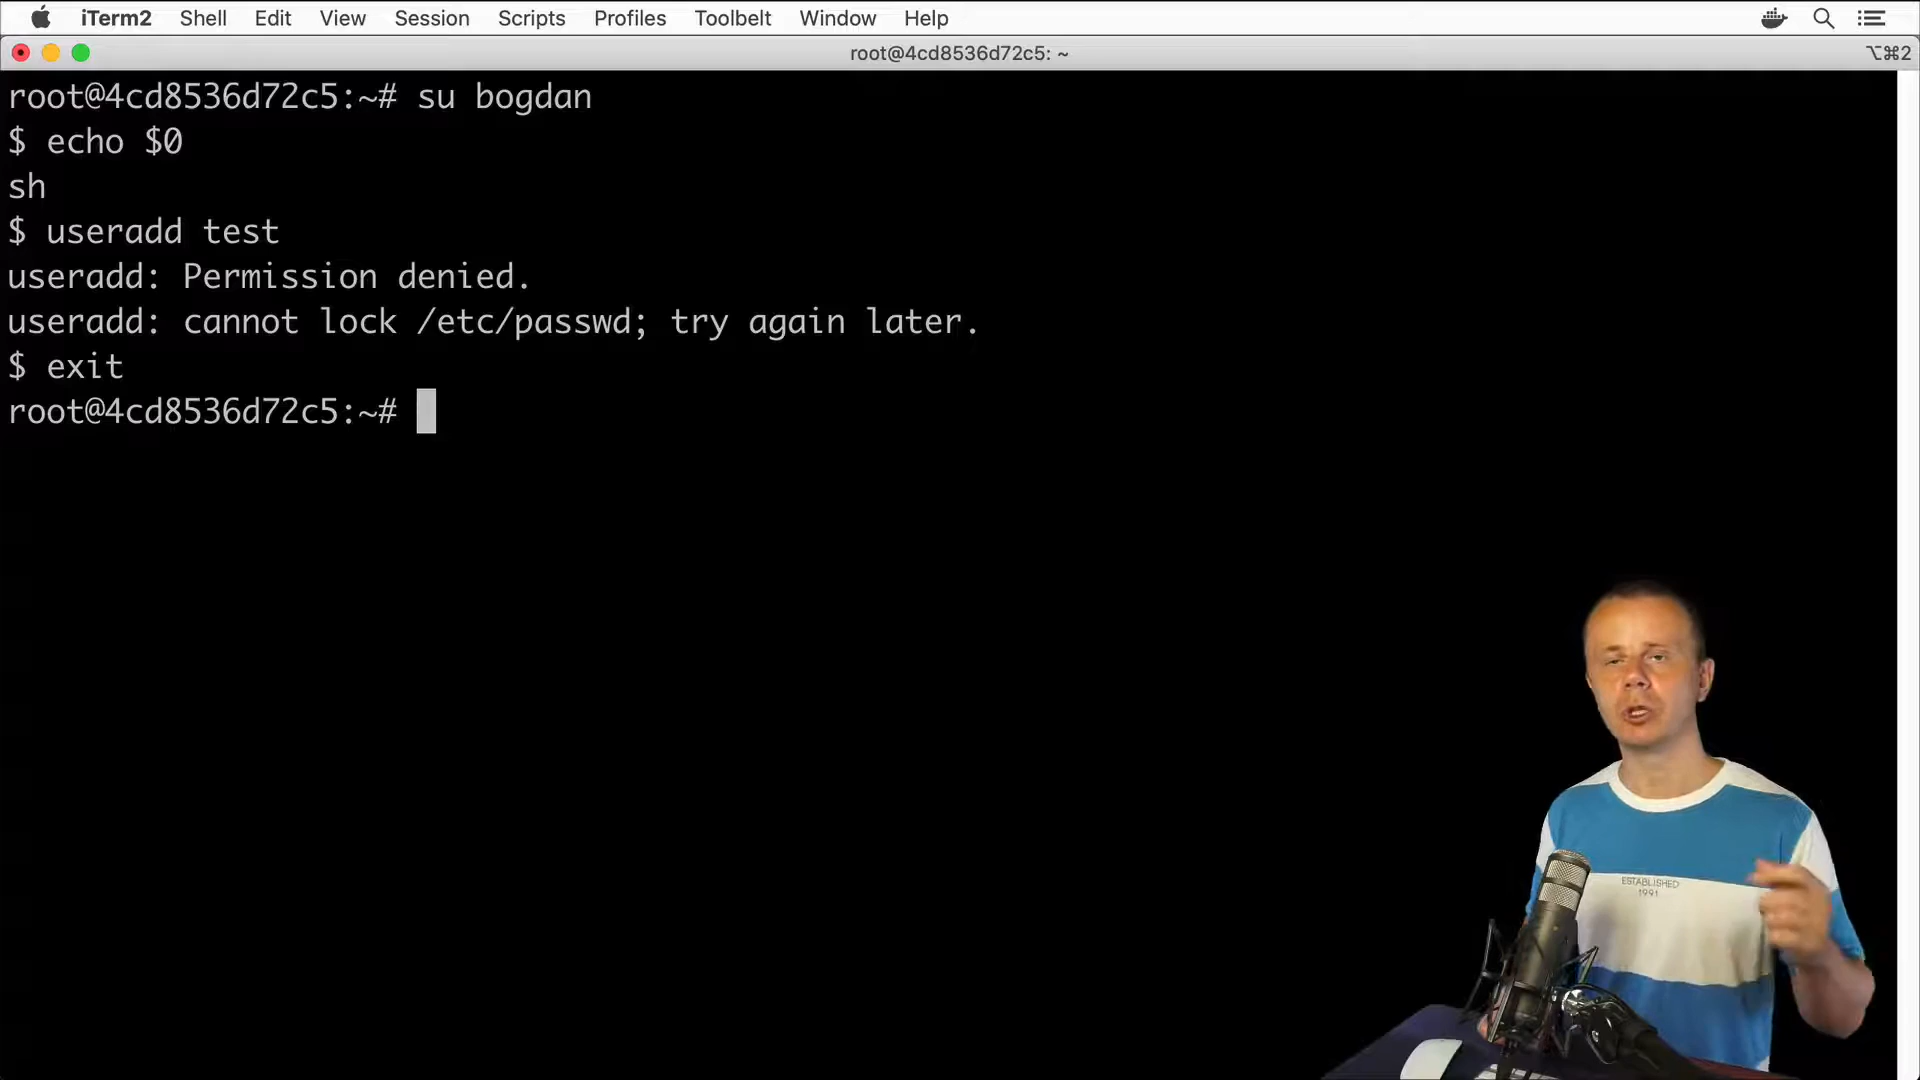 iTerm2 Shell Edit View Session Scripts Profiles Toolbelt Window Help
root@4cd8536d72c5: ~ ⌥⌘2
root@4cd8536d72c5:~# su bogdan
$ echo $0
sh
$ useradd test
useradd: Permission denied.
useradd: cannot lock /etc/passwd; try again later.
$ exit
root@4cd8536d72c5:~#
ESTABLISHED
1991